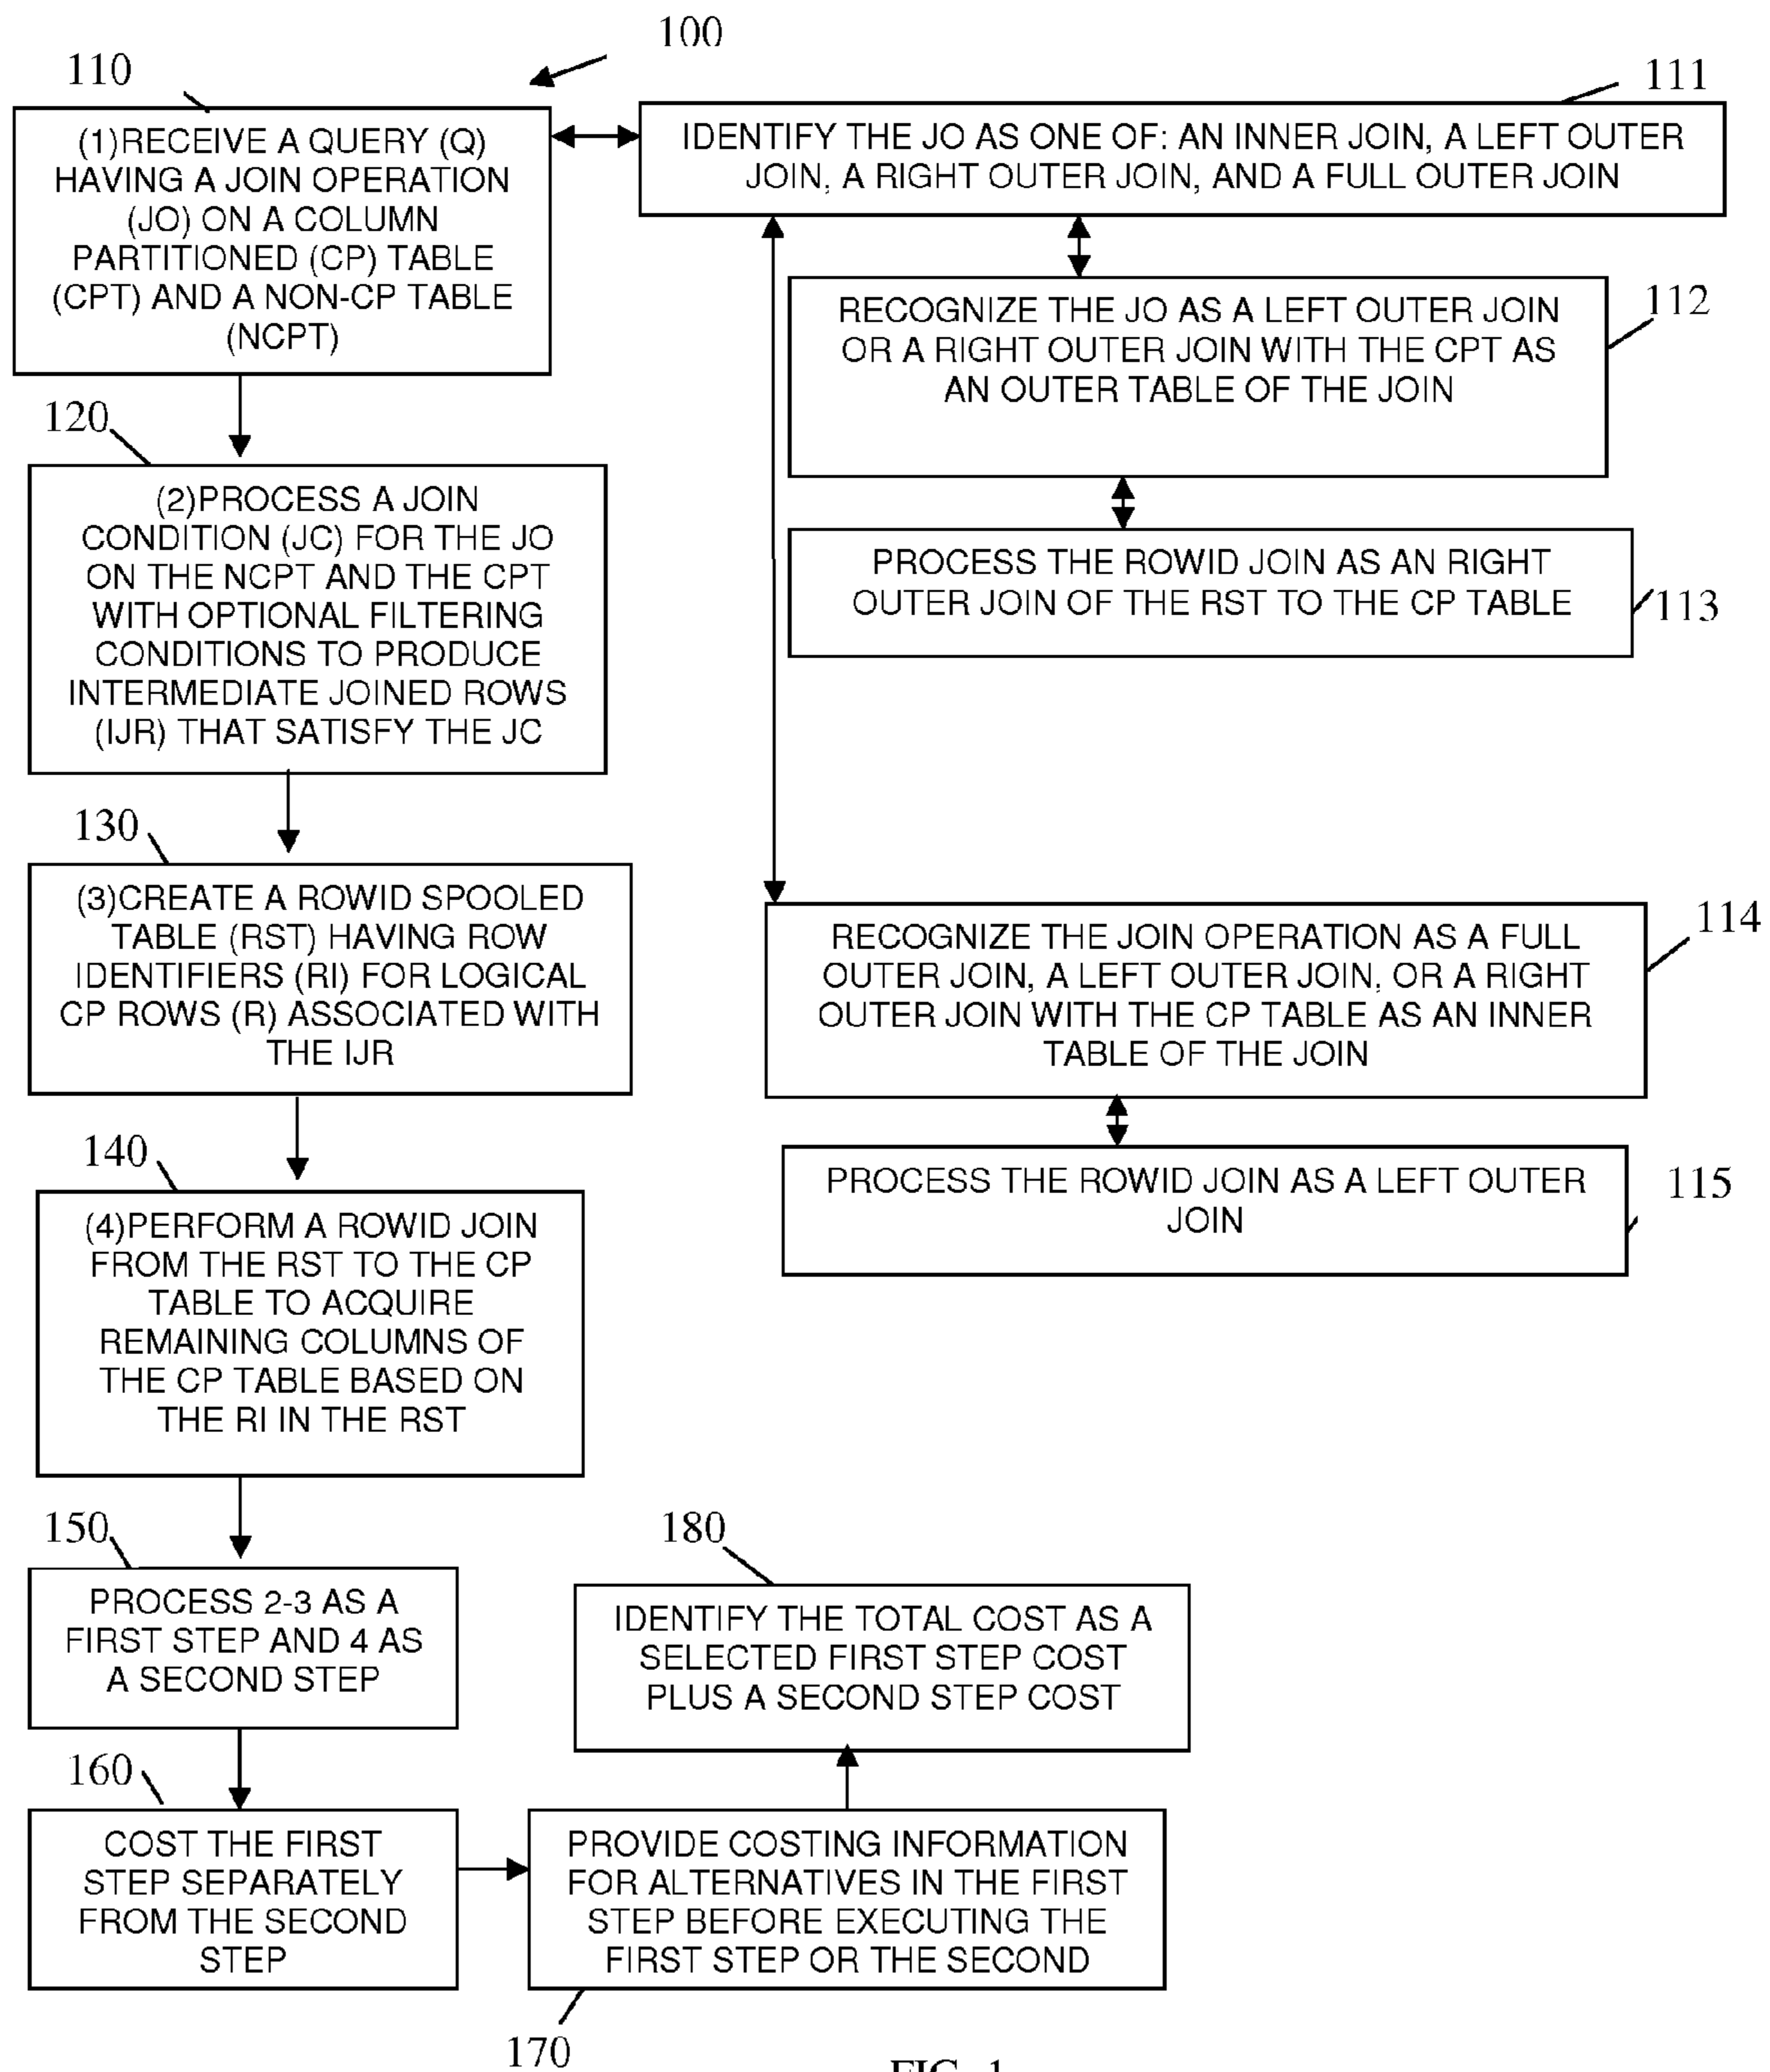 100
110
(1)RECEIVE A QUERY (Q)
HAVING A JOIN OPERATION
(JO) ON A COLUMN
PARTITIONED (CP) TABLE
(CPT) AND A NON-CP TABLE
(NCPT)
111
IDENTIFY THE JO AS ONE OF: AN INNER JOIN, A LEFT OUTER
JOIN, A RIGHT OUTER JOIN, AND A FULL OUTER JOIN
112
RECOGNIZE THE JO AS A LEFT OUTER JOIN
OR A RIGHT OUTER JOIN WITH THE CPT AS
AN OUTER TABLE OF THE JOIN
113
PROCESS THE ROWID JOIN AS AN RIGHT
OUTER JOIN OF THE RST TO THE CP TABLE
114
RECOGNIZE THE JOIN OPERATION AS A FULL
OUTER JOIN, A LEFT OUTER JOIN, OR A RIGHT
OUTER JOIN WITH THE CP TABLE AS AN INNER
TABLE OF THE JOIN
115
PROCESS THE ROWID JOIN AS A LEFT OUTER
JOIN
120
(2)PROCESS A JOIN
CONDITION (JC) FOR THE JO
ON THE NCPT AND THE CPT
WITH OPTIONAL FILTERING
CONDITIONS TO PRODUCE
INTERMEDIATE JOINED ROWS
(IJR) THAT SATISFY THE JC
130
(3)CREATE A ROWID SPOOLED
TABLE (RST) HAVING ROW
IDENTIFIERS (RI) FOR LOGICAL
CP ROWS (R) ASSOCIATED WITH
THE IJR
140
(4)PERFORM A ROWID JOIN
FROM THE RST TO THE CP
TABLE TO ACQUIRE
REMAINING COLUMNS OF
THE CP TABLE BASED ON
THE RI IN THE RST
150
PROCESS 2-3 AS A
FIRST STEP AND 4 AS
A SECOND STEP
160
COST THE FIRST
STEP SEPARATELY
FROM THE SECOND
STEP
180
IDENTIFY THE TOTAL COST AS A
SELECTED FIRST STEP COST
PLUS A SECOND STEP COST
PROVIDE COSTING INFORMATION
FOR ALTERNATIVES IN THE FIRST
STEP BEFORE EXECUTING THE
FIRST STEP OR THE SECOND
170
FIG. 1